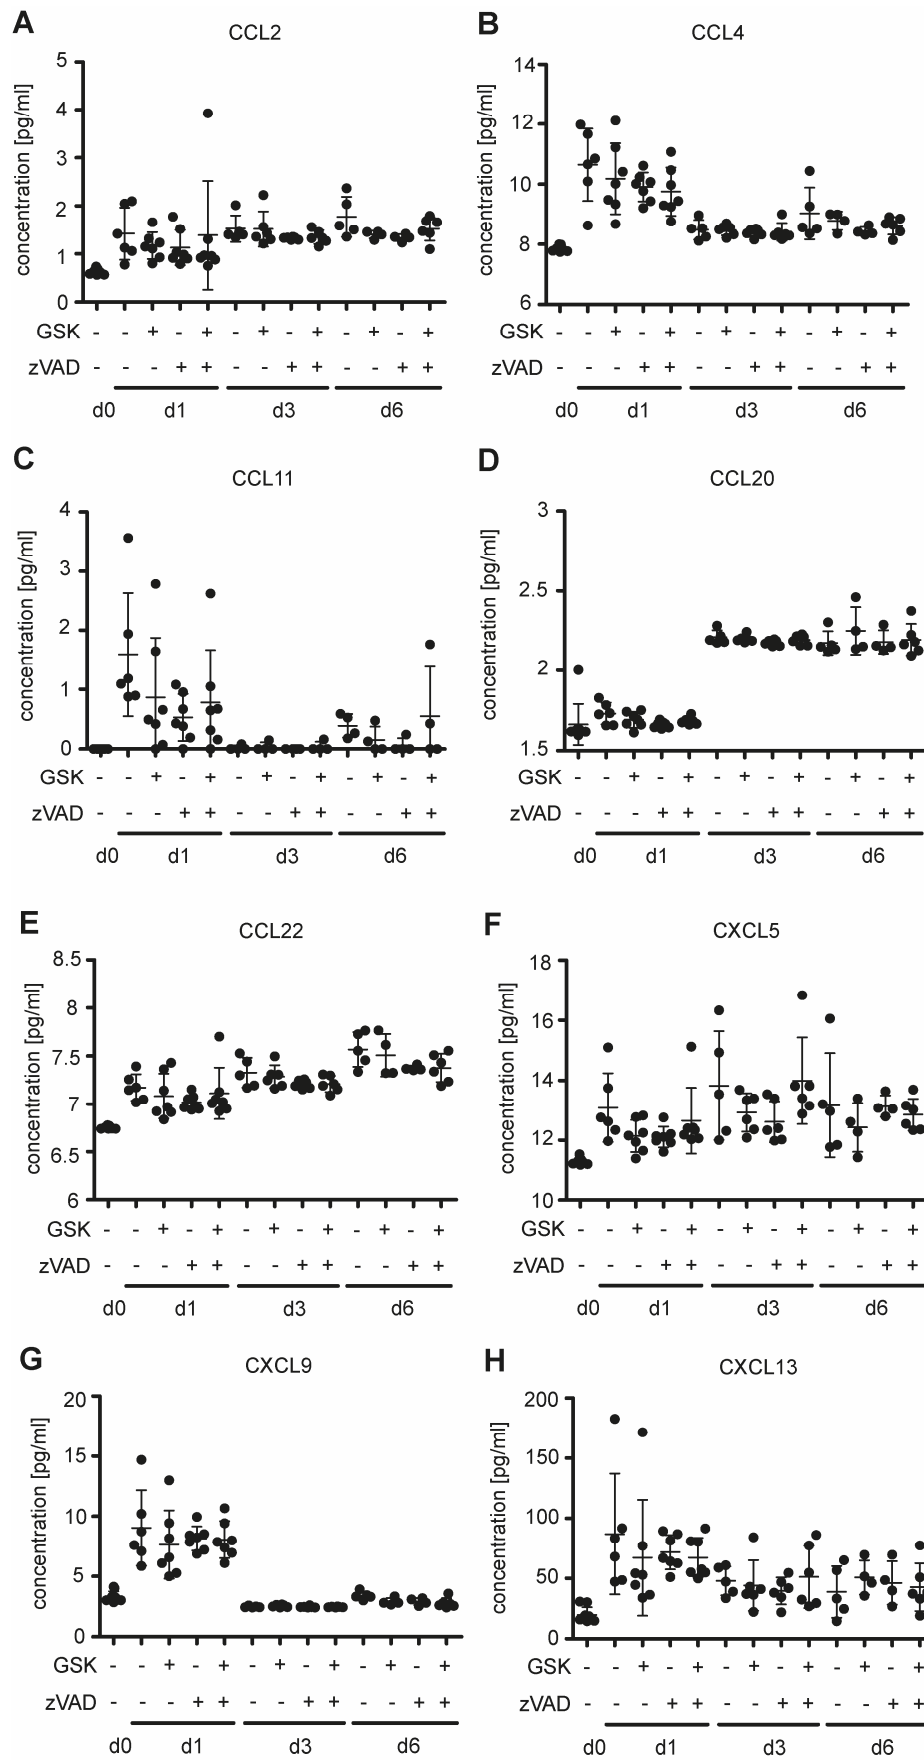 A
CCL2
concentration [pg/ml]
5
4
3
2
1
0
GSK - - + - + - + - + - + - +
zVAD - - - + + - - + + - - + +
d0 d1 d3 d6
B
CCL4
concentration [pg/ml]
14
12
10
8
6
- - + - + - + - + - + - +
- - - + + - - + + - - + +
d0 d1 d3 d6
C
CCL11
concentration [pg/ml]
4
3
2
1
0
GSK - - + - + - + - + - + - +
zVAD - - - + + - - + + - - + +
d0 d1 d3 d6
D
CCL20
concentration [pg/ml]
3
2.5
2
1.5
GSK - - + - + - + - + - + - +
zVAD - - - + + - - + + - - + +
d0 d1 d3 d6
E
CCL22
concentration [pg/ml]
8.5
8
7.5
7
6.5
6
GSK - - + - + - + - + - + - +
zVAD - - - + + - - + + - - + +
d0 d1 d3 d6
F
CXCL5
concentration [pg/ml]
18
16
14
12
10
GSK - - + - + - + - + - + - +
zVAD - - - + + - - + + - - + +
d0 d1 d3 d6
G
CXCL9
concentration [pg/ml]
20
15
10
5
0
GSK - - + - + - + - + - + - +
zVAD - - - + + - - + + - - + +
d0 d1 d3 d6
H
CXCL13
concentration [pg/ml]
200
150
100
50
0
GSK - - + - + - + - + - + - +
zVAD - - - + + - - + + - - + +
d0 d1 d3 d6